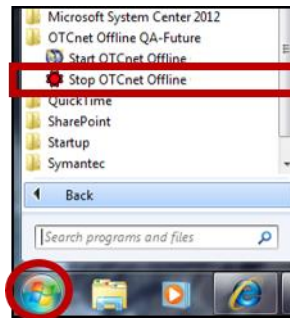 Microsoft System Center 2012
OTCnet Offline QA-Future
Start OTCnet Offline
Stop OTCnet Offline
QuickTime
SharePoint
Startup
Symantec
Back
Search programs and files